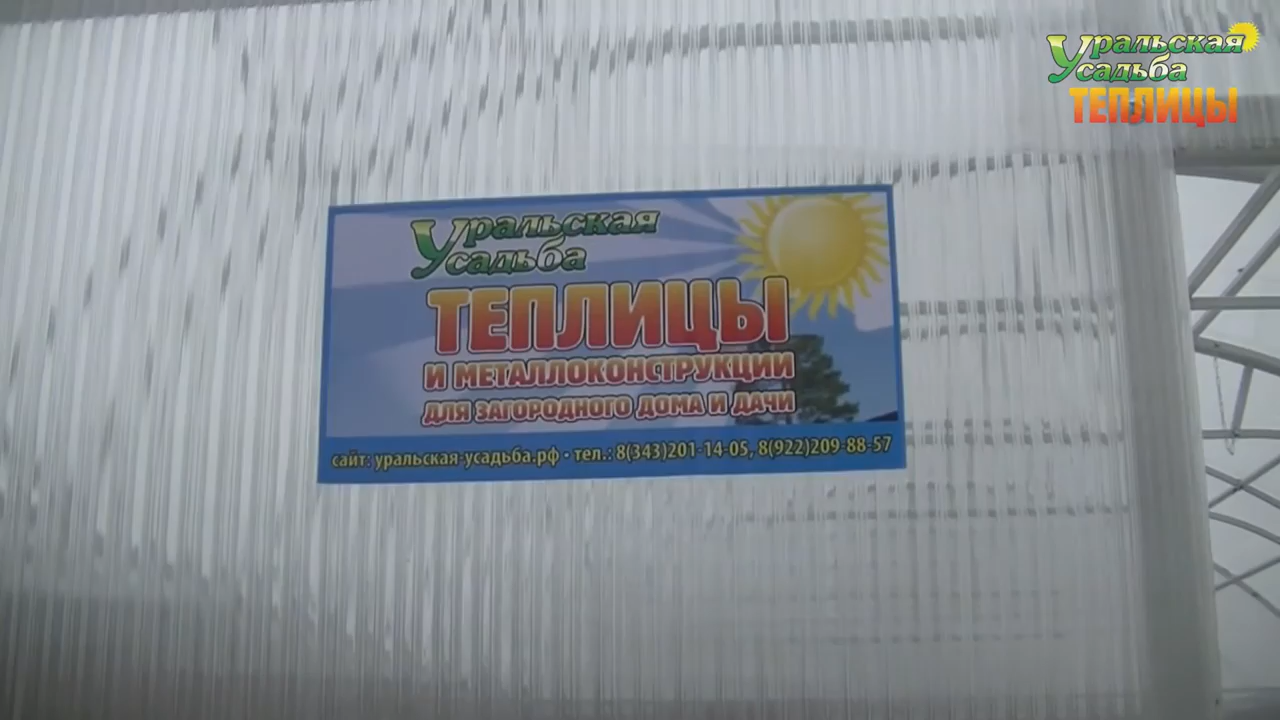 Уральская
Усадьба
ТЕПЛИЦЫ
Уральская
Усадьба
ТЕПЛИЦЫ
И МЕТАЛЛОКОНСТРУКЦИИ
ДЛЯ ЗАГОРОДНОГО ДОМА И ДАЧИ
сайт: уральская-усадьба.рф • тел.: 8(343)201-14-05, 8(922)209-88-57